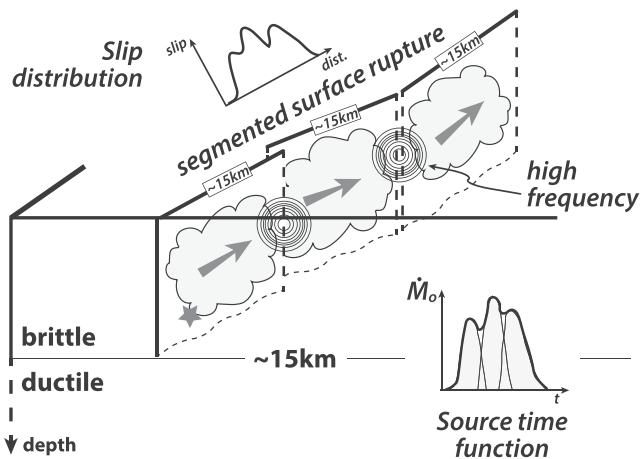 Slip
distribution
slip
dist.
segmented surface rupture
~15km
~15km
~15km
high
frequency
brittle
ductile
~15km
depth
Ṁo
t
Source time
function